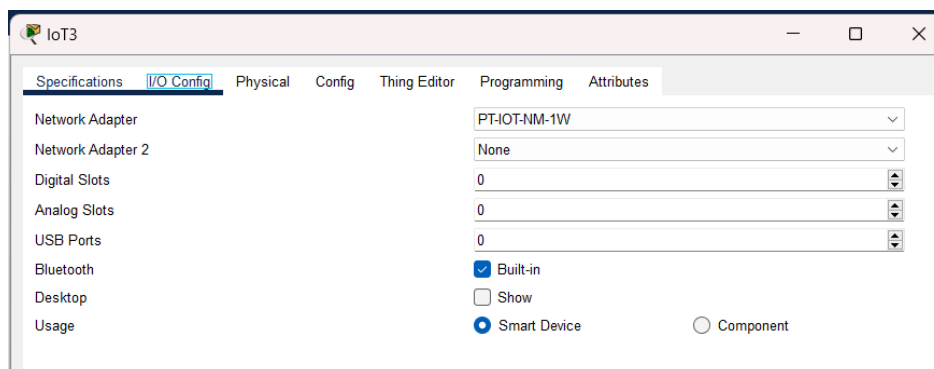 IoT3
Specifications I/O Config Physical Config Thing Editor Programming Attributes
Network Adapter PT-IOT-NM-1W
Network Adapter 2 None
Digital Slots 0
Analog Slots 0
USB Ports 0
Bluetooth Built-in
Desktop Show
Usage Smart Device Component